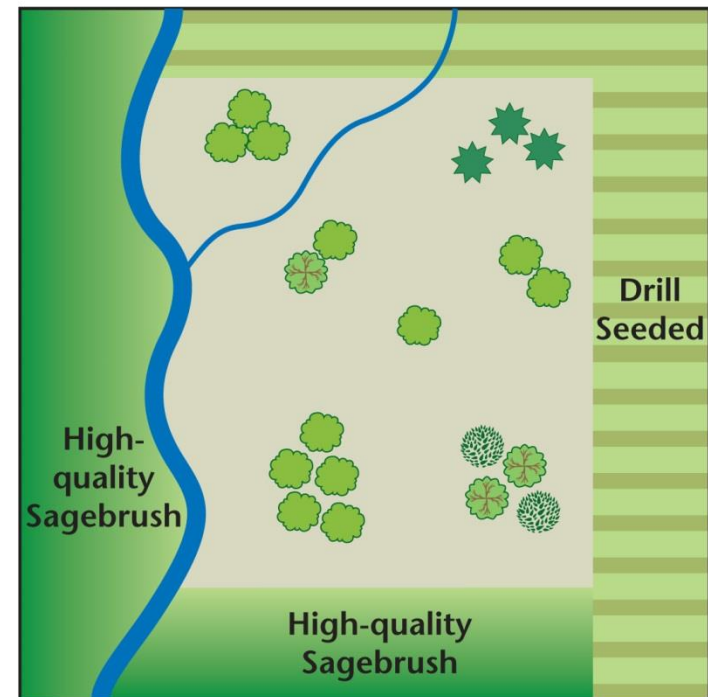 Drill
Seeded
High-
quality
Sagebrush
High-quality
Sagebrush